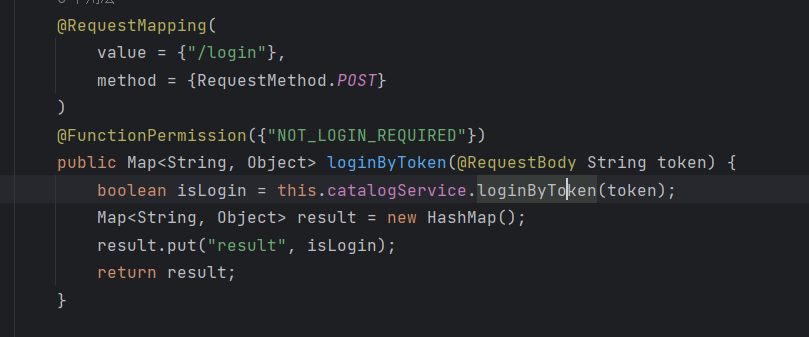 @RequestMapping(
value = {"/login"},
method = {RequestMethod.POST}
)
@FunctionPermission({"NOT_LOGIN_REQUIRED"})
public Map<String, Object> loginByToken(@RequestBody String token) {
boolean isLogin = this.catalogService.loginByToken(token);
Map<String, Object> result = new HashMap();
result.put("result", isLogin);
return result;
}